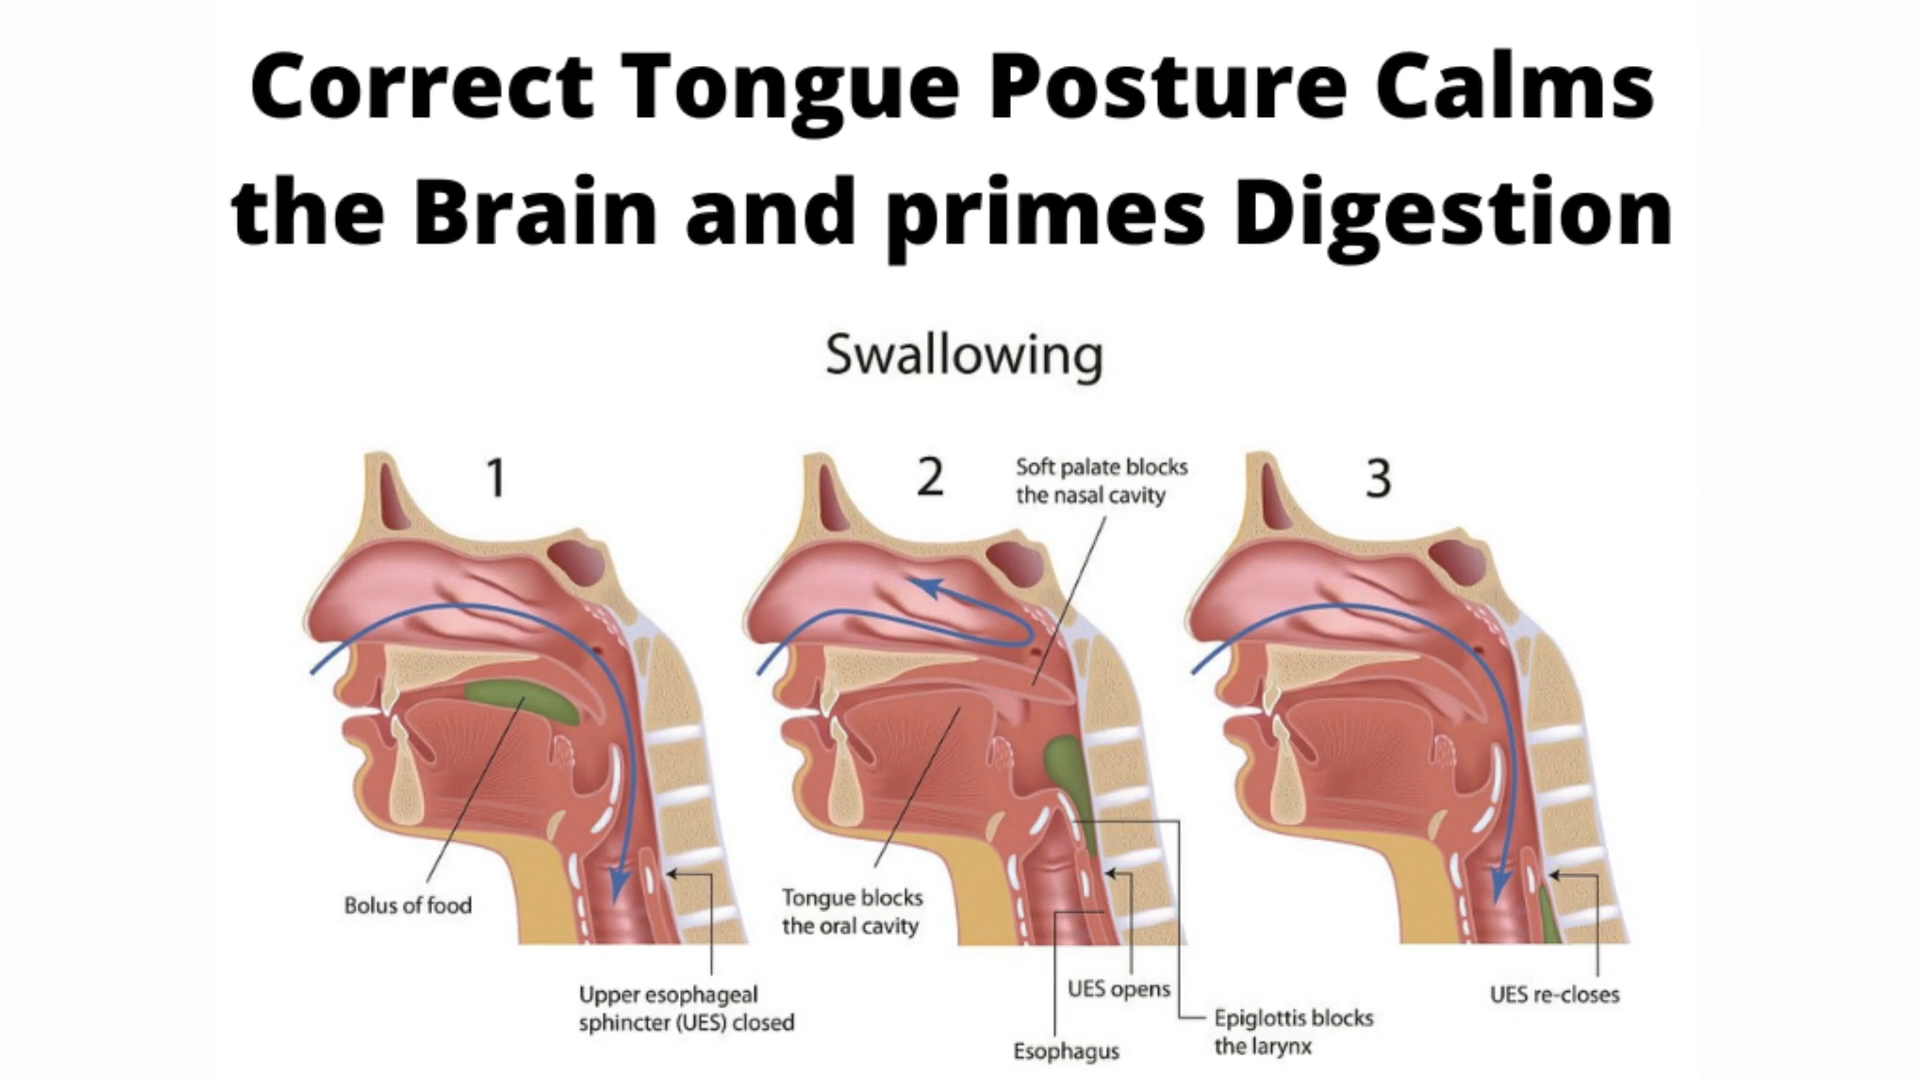 Correct Tongue Posture Calms
the Brain and primes Digestion
Swallowing
1
2
3
Soft palate blocks
the nasal cavity
Bolus of food
Tongue blocks
the oral cavity
Upper esophageal
sphincter (UES) closed
UES opens
Esophagus
Epiglottis blocks
the larynx
UES re-closes